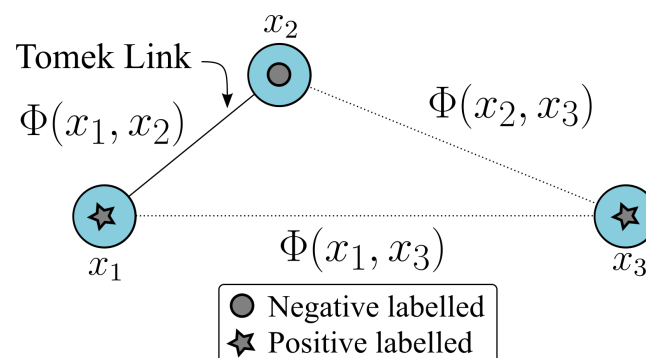 x₂
Tomek Link
Φ(x₁, x₂)
Φ(x₂, x₃)
x₁
Φ(x₁, x₃)
x₃
Negative labelled
Positive labelled